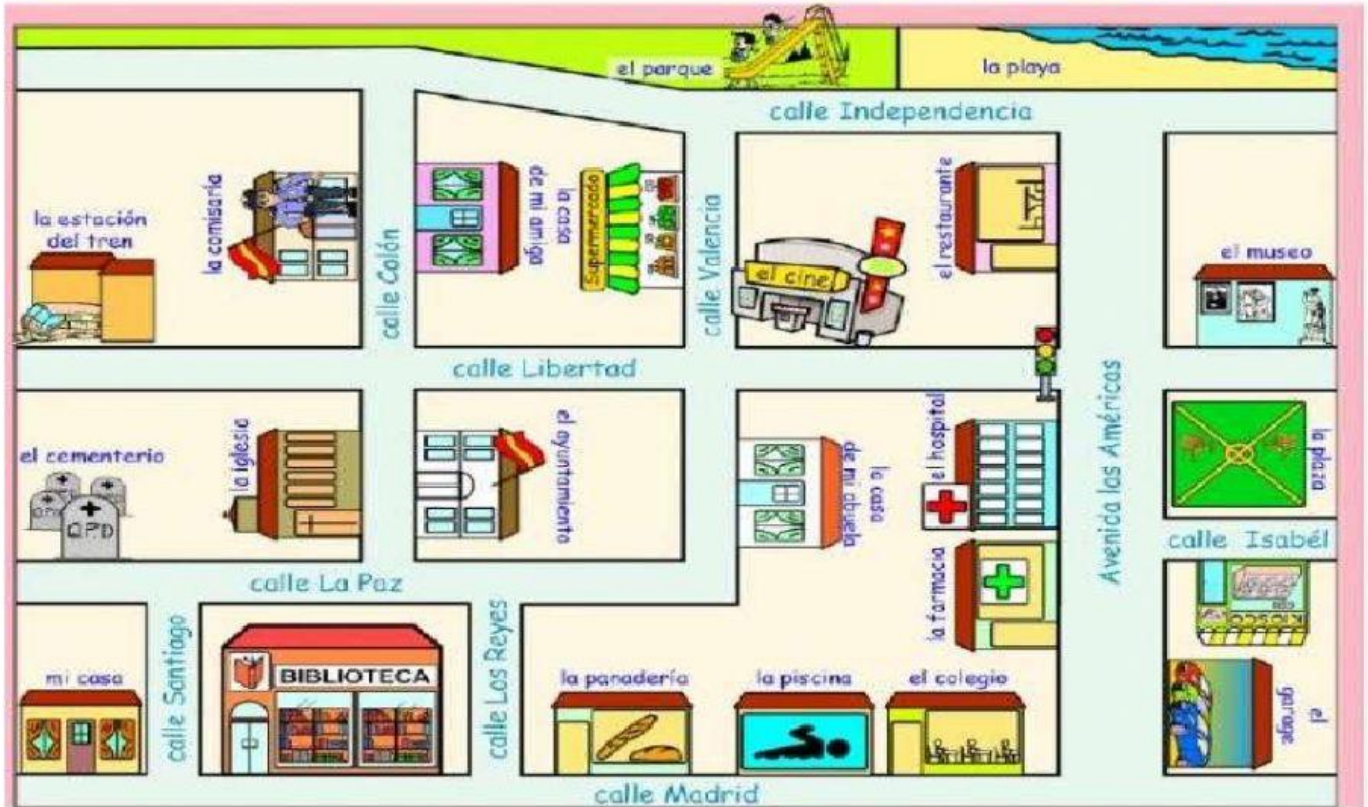 el parque
la playa
calle Independencia
la estación
del tren
la comisaría
calle Colón
la casa
de mi amigo
Supermercado
calle Valencia
el cine
el restaurante
el museo
calle Libertad
Avenida las Américas
el cementerio
la iglesia
el ayuntamiento
la casa
de mi abuela
el hospital
la plaza
calle Isabél
calle La Paz
la farmacia
KIOSCO
mi casa
calle Santiago
BIBLIOTECA
calle Los Reyes
la panadería
la piscina
el colegio
el
garage
calle Madrid